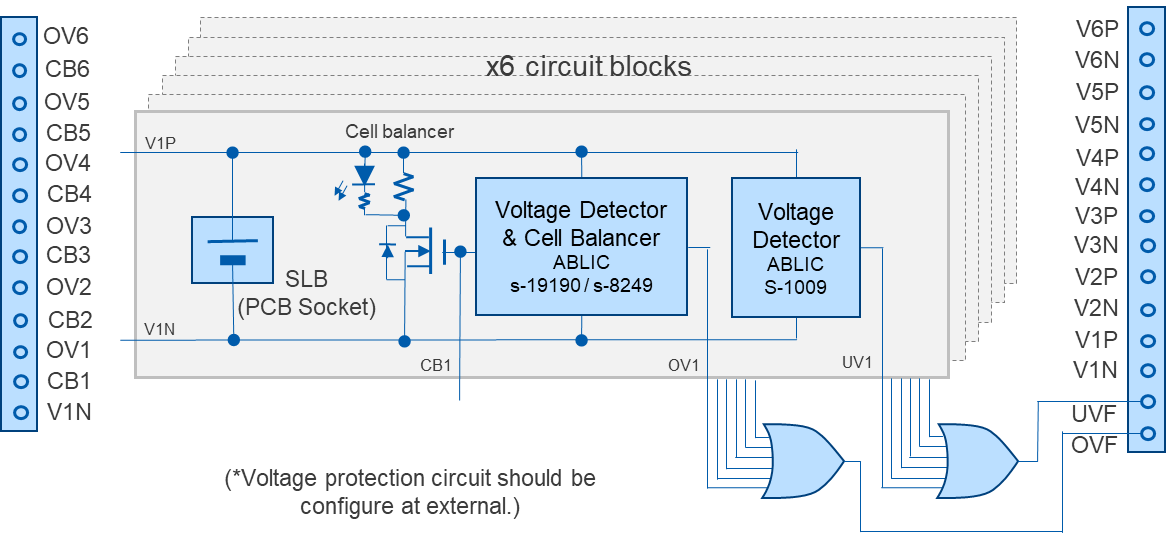 OV6
CB6
OV5
CB5
OV4
CB4
OV3
CB3
OV2
CB2
OV1
CB1
V1N
x6 circuit blocks
Cell balancer
V1P
SLB
(PCB Socket)
V1N
Voltage Detector
& Cell Balancer
ABLIC
s-19190 / s-8249
Voltage
Detector
ABLIC
S-1009
CB1
OV1
UV1
(*Voltage protection circuit should be
configure at external.)
V6P
V6N
V5P
V5N
V4P
V4N
V3P
V3N
V2P
V2N
V1P
V1N
UVF
OVF